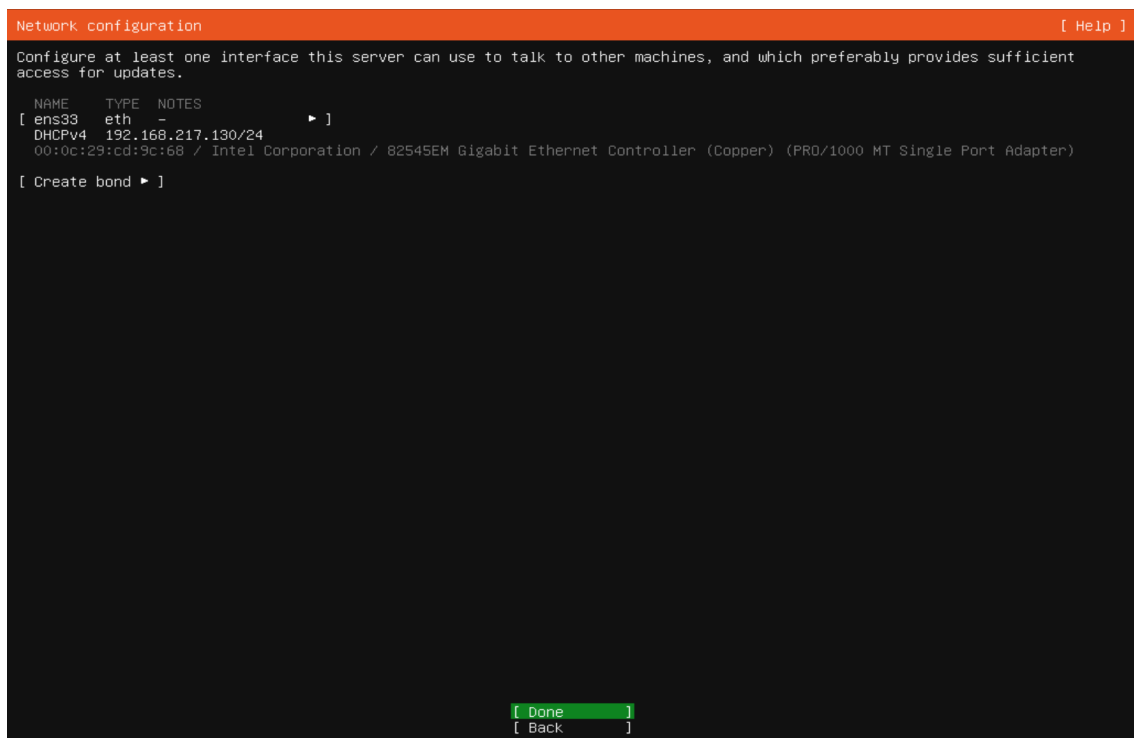 Network configuration [ Help ]
Configure at least one interface this server can use to talk to other machines, and which preferably provides sufficient
access for updates.
NAME TYPE NOTES
[ ens33 eth – ▸ ]
DHCPv4 192.168.217.130/24
00:0c:29:cd:9c:68 / Intel Corporation / 82545EM Gigabit Ethernet Controller (Copper) (PRO/1000 MT Single Port Adapter)
[ Create bond ▸ ]
[ Done ]
[ Back ]